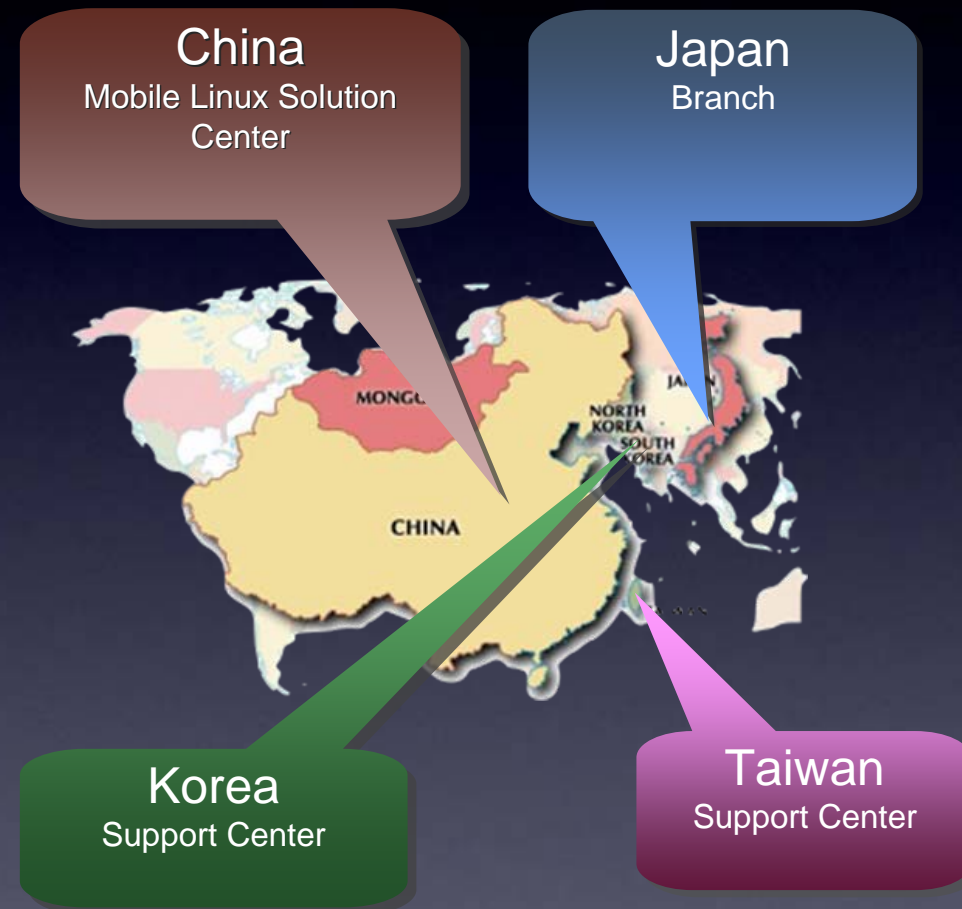 China
Mobile Linux Solution
Center
Japan
Branch
NORTH
KOREA
SOUTH
KOREA
CHINA
Korea
Support Center
Taiwan
Support Center